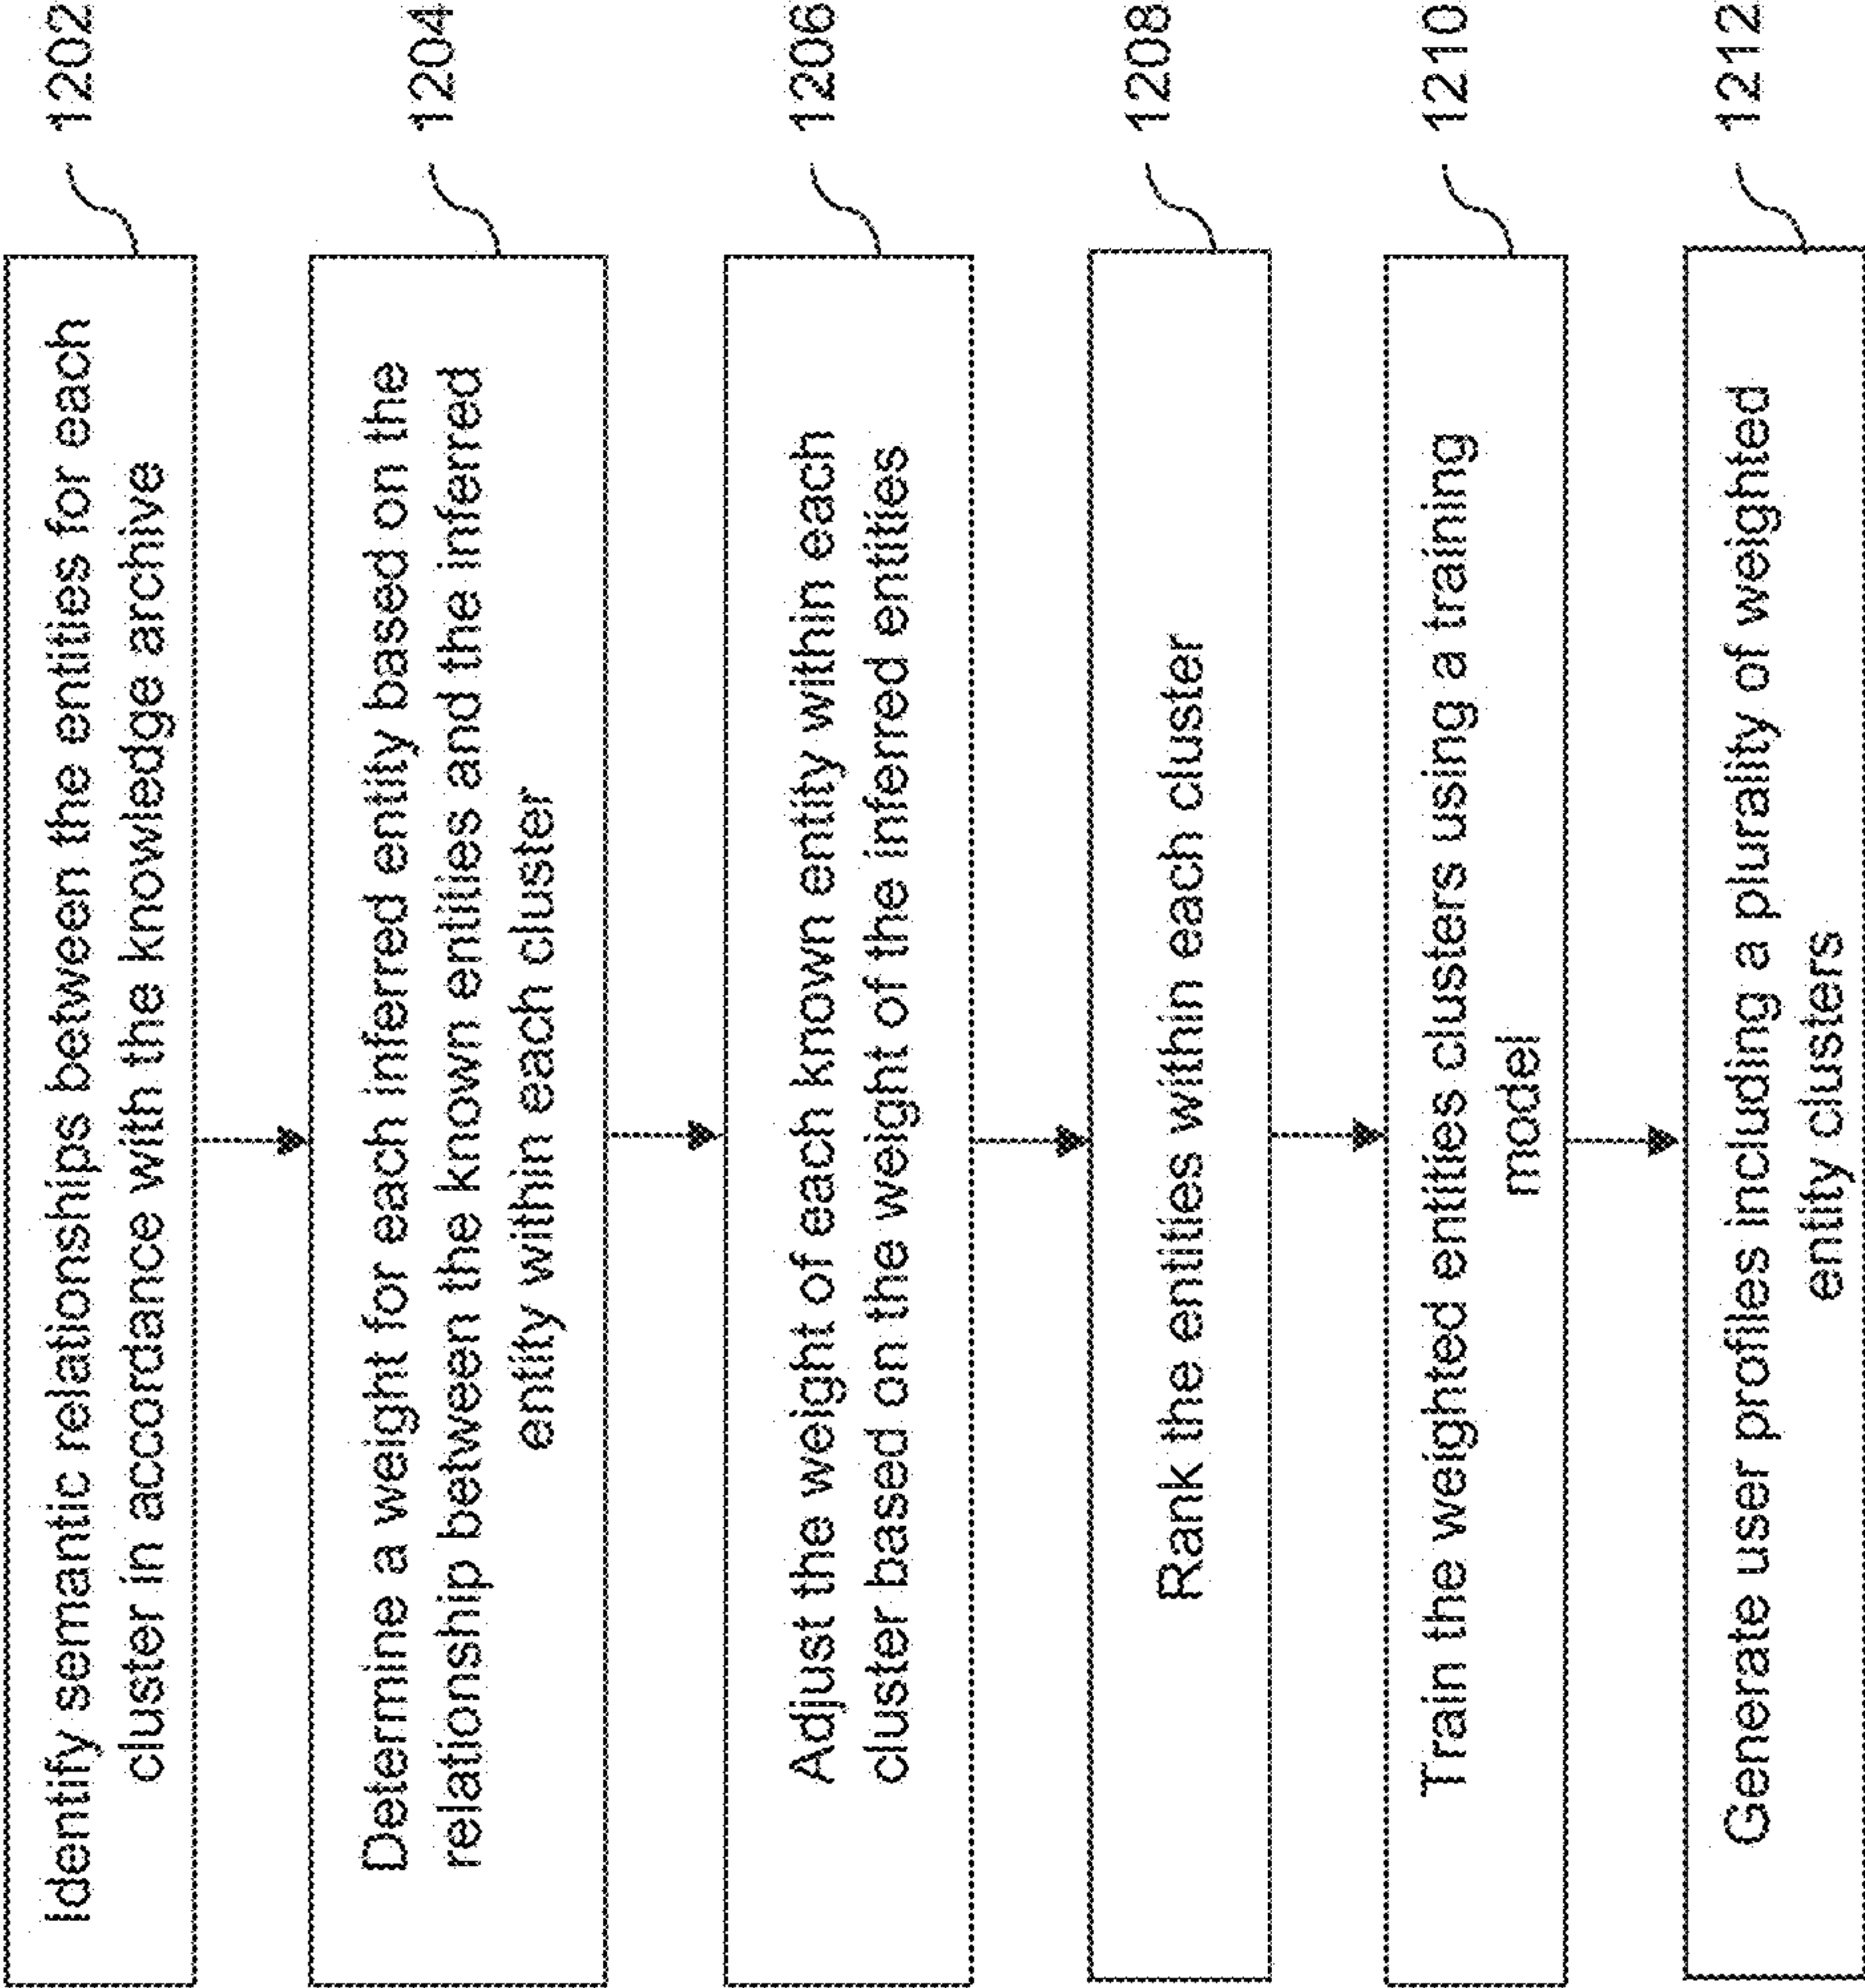 Identify semantic relationships between the entities for each
cluster in accordance with the knowledge archive
1202
Determine a weight for each inferred entity based on the
relationship between the known entities and the inferred
entity within each cluster
1204
Adjust the weight of each known entity within each
cluster based on the weight of the inferred entities
1206
Rank the entities within each cluster
1208
Train the weighted entities clusters using a training
model
1210
Generate user profiles including a plurality of weighted
entity clusters
1212